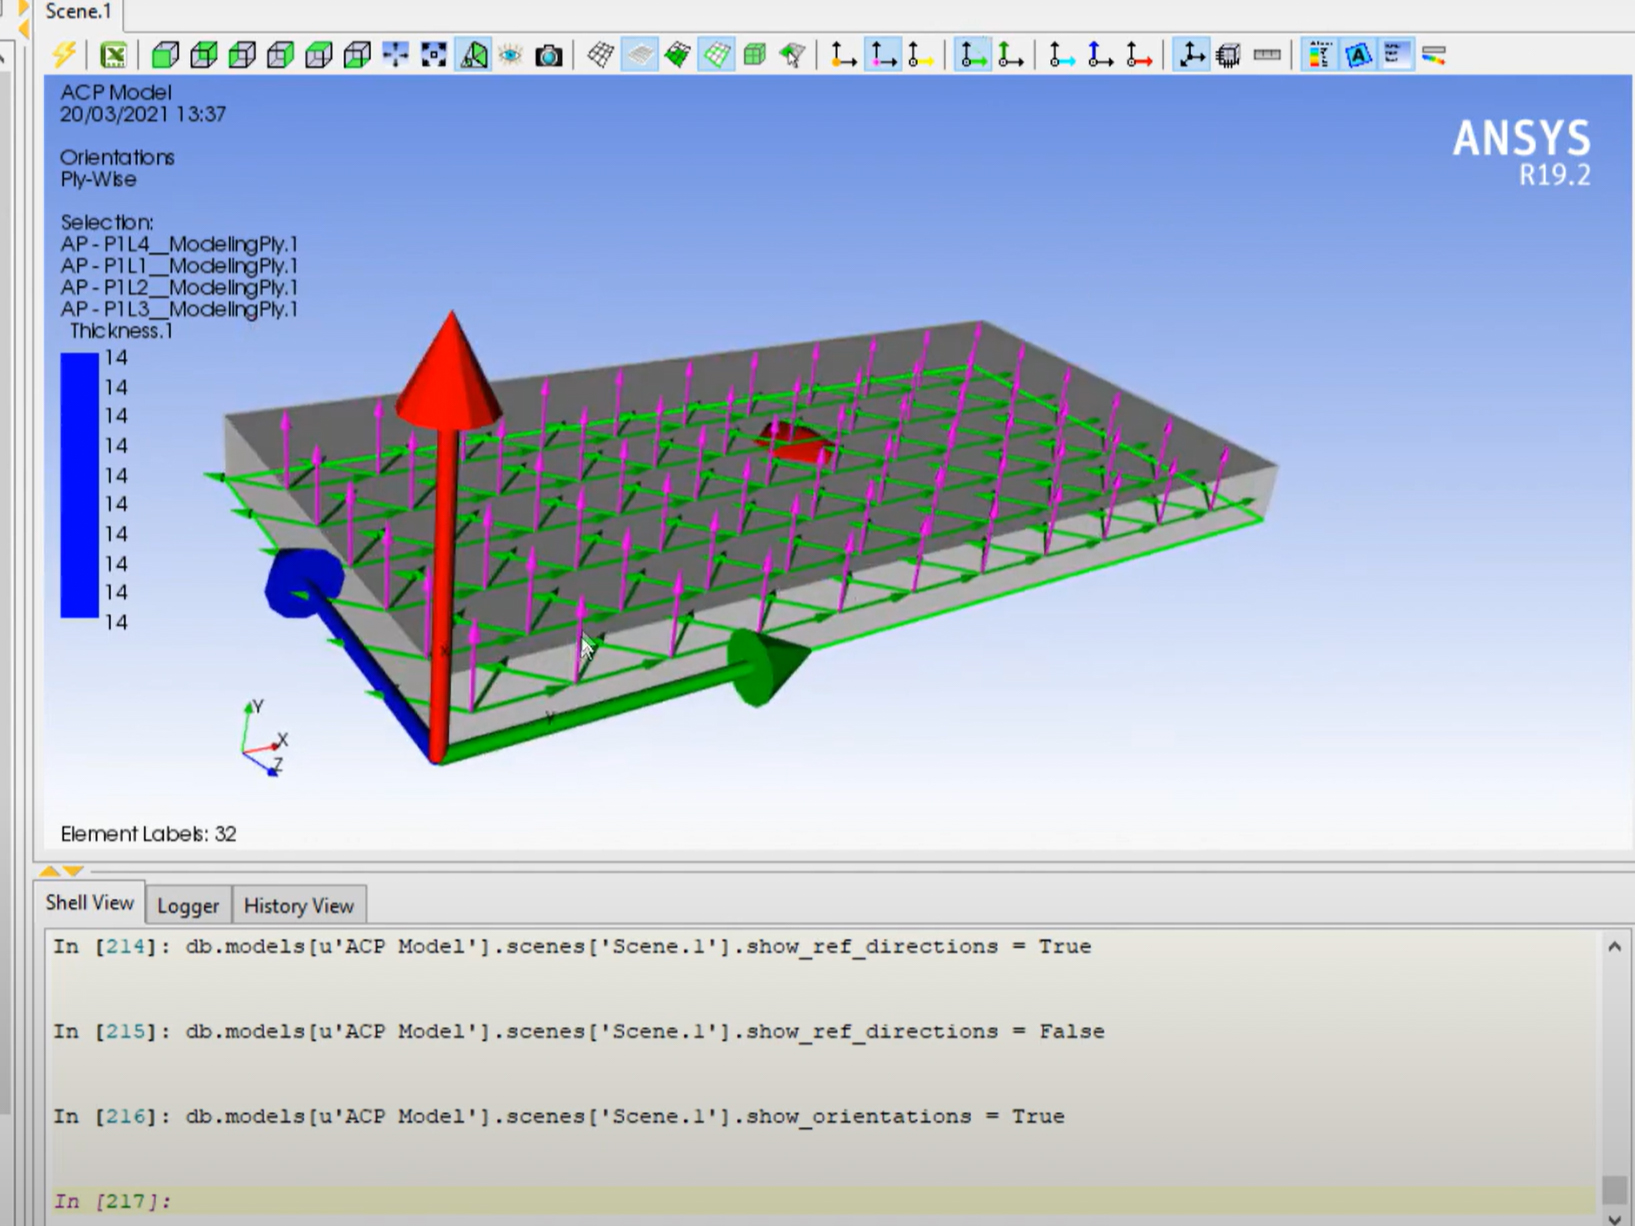 Scene.1
ACP Model
20/03/2021 13:37
Orientations
Ply-Wise
Selection:
AP - P1L4__ModelingPly.1
AP - P1L1__ModelingPly.1
AP - P1L2__ModelingPly.1
AP - P1L3__ModelingPly.1
Thickness.1
14
14
14
14
14
14
14
14
14
14
ANSYS
R19.2
X
Y
Y
X
Z
Element Labels: 32
Shell View
Logger
History View
In [214]: db.models[u'ACP Model'].scenes['Scene.1'].show_ref_directions = True
In [215]: db.models[u'ACP Model'].scenes['Scene.1'].show_ref_directions = False
In [216]: db.models[u'ACP Model'].scenes['Scene.1'].show_orientations = True
In [217]: